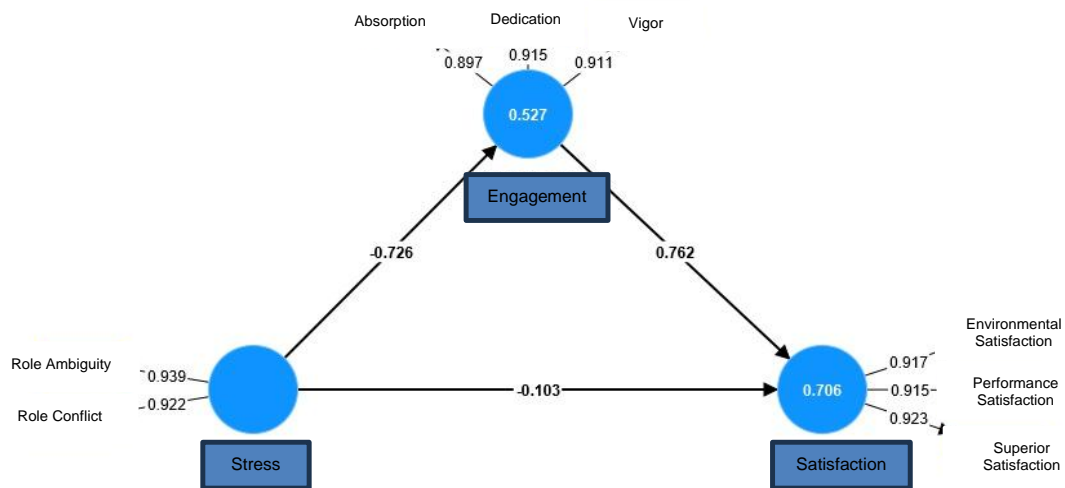 Absorption
Dedication
Vigor
0.897
0.915
0.911
0.527
Engagement
-0.726
0.762
Role Ambiguity
0.939
Role Conflict
0.922
Stress
-0.103
0.706
Satisfaction
0.917
0.915
0.923
Environmental
Satisfaction
Performance
Satisfaction
Superior
Satisfaction